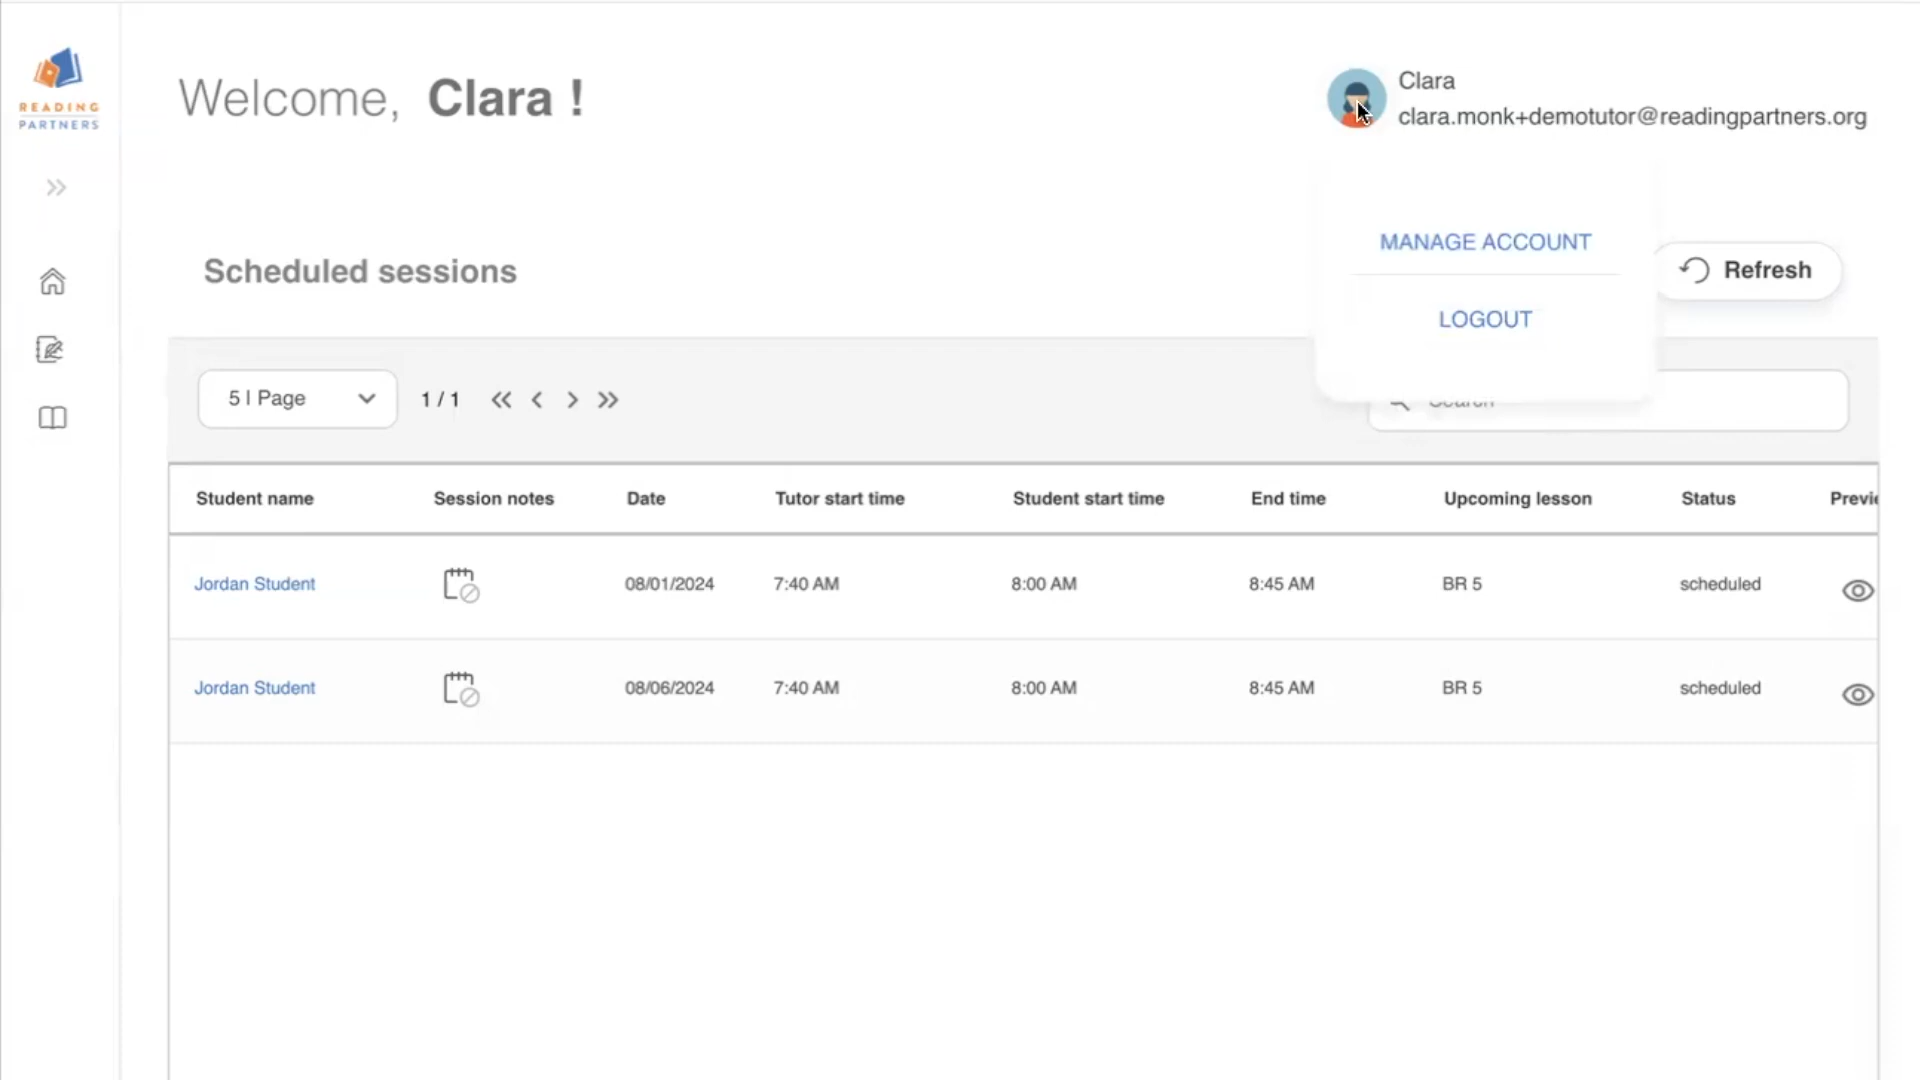 READING
PARTNERS
Welcome, Clara !
Clara
clara.monk+demotutor@readingpartners.org
MANAGE ACCOUNT
LOGOUT
Scheduled sessions
Refresh
5 | Page
1 / 1
Search
Student name Session notes Date Tutor start time Student start time End time Upcoming lesson Status Previe
Jordan Student 08/01/2024 7:40 AM 8:00 AM 8:45 AM BR 5 scheduled
Jordan Student 08/06/2024 7:40 AM 8:00 AM 8:45 AM BR 5 scheduled